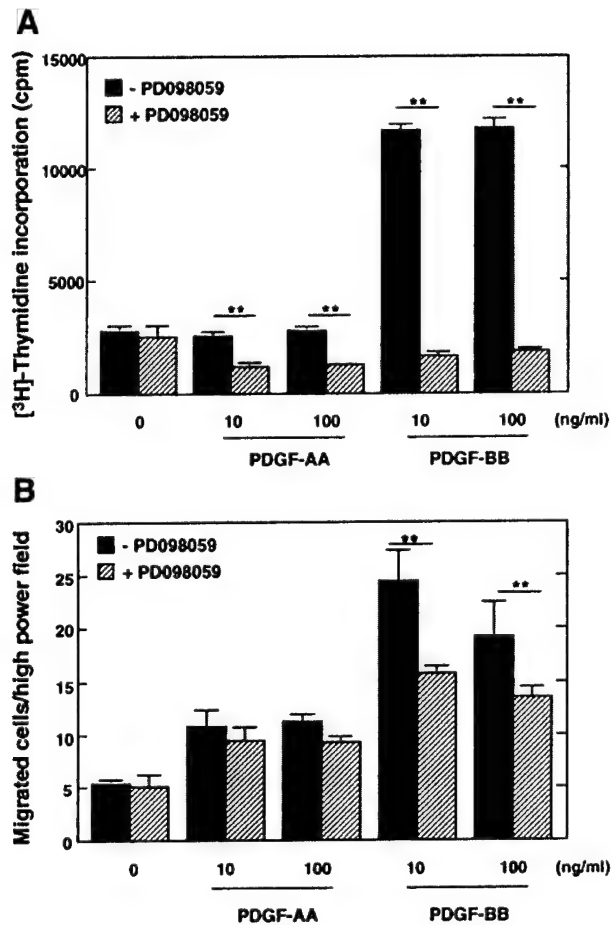 A
[³H]-Thymidine incorporation (cpm)
15000
10000
5000
0
- PD098059
+ PD098059
**
**
**
**
0
10
100
10
100
(ng/ml)
PDGF-AA
PDGF-BB
B
Migrated cells/high power field
30
25
20
15
10
5
0
- PD098059
+ PD098059
**
**
0
10
100
10
100
(ng/ml)
PDGF-AA
PDGF-BB